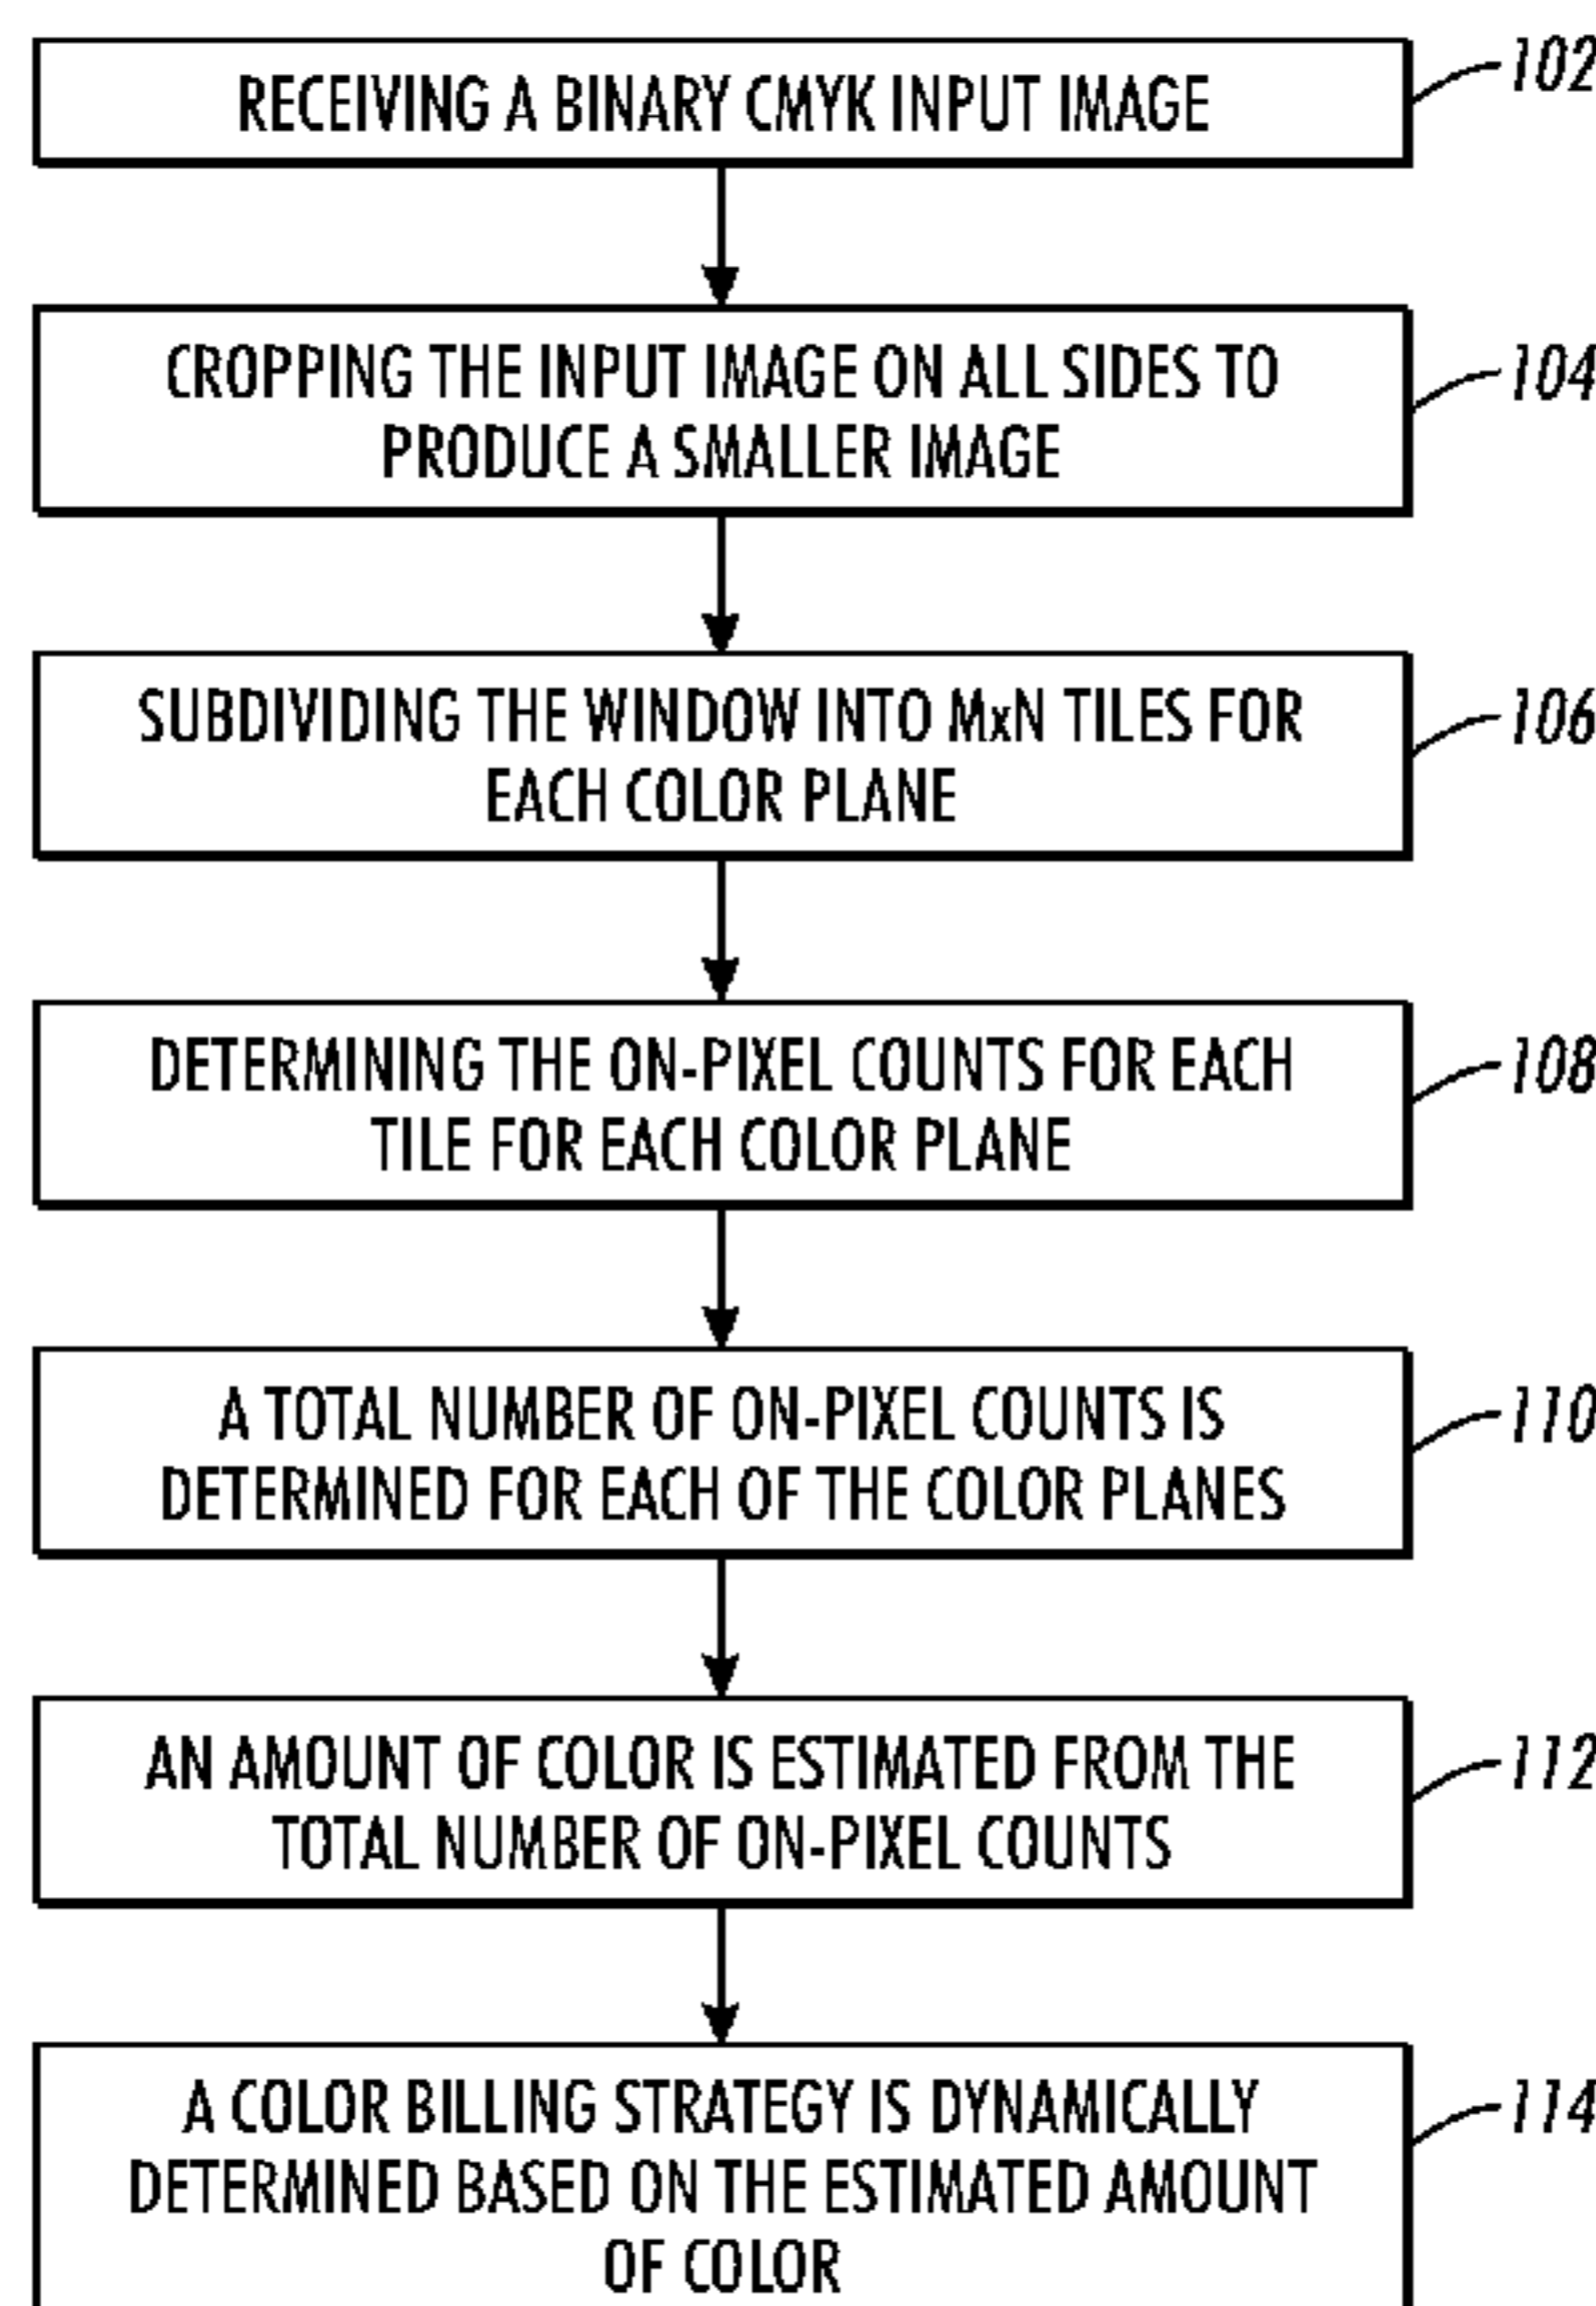 RECEIVING A BINARY CMYK INPUT IMAGE
102
CROPPING THE INPUT IMAGE ON ALL SIDES TO
PRODUCE A SMALLER IMAGE
104
SUBDIVIDING THE WINDOW INTO MxN TILES FOR
EACH COLOR PLANE
106
DETERMINING THE ON-PIXEL COUNTS FOR EACH
TILE FOR EACH COLOR PLANE
108
A TOTAL NUMBER OF ON-PIXEL COUNTS IS
DETERMINED FOR EACH OF THE COLOR PLANES
110
AN AMOUNT OF COLOR IS ESTIMATED FROM THE
TOTAL NUMBER OF ON-PIXEL COUNTS
112
A COLOR BILLING STRATEGY IS DYNAMICALLY
DETERMINED BASED ON THE ESTIMATED AMOUNT
OF COLOR
114